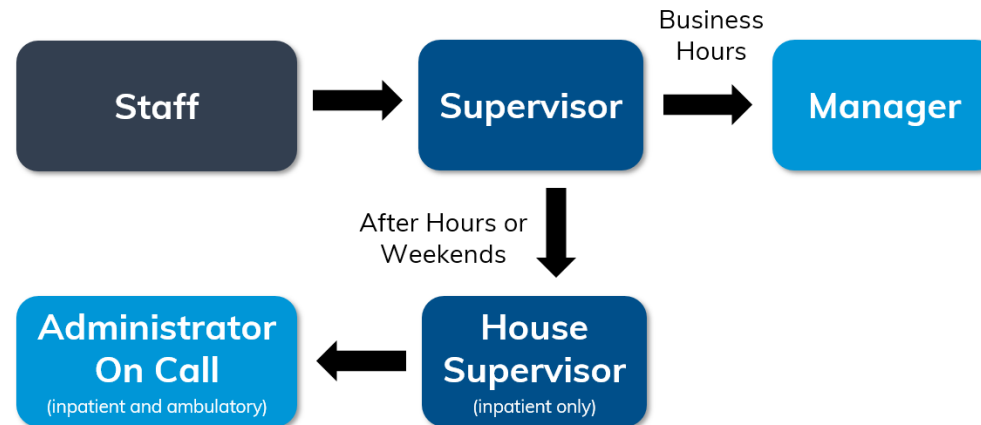 Staff
Supervisor
Business
Hours
Manager
After Hours or
Weekends
Administrator
On Call
(inpatient and ambulatory)
House
Supervisor
(inpatient only)